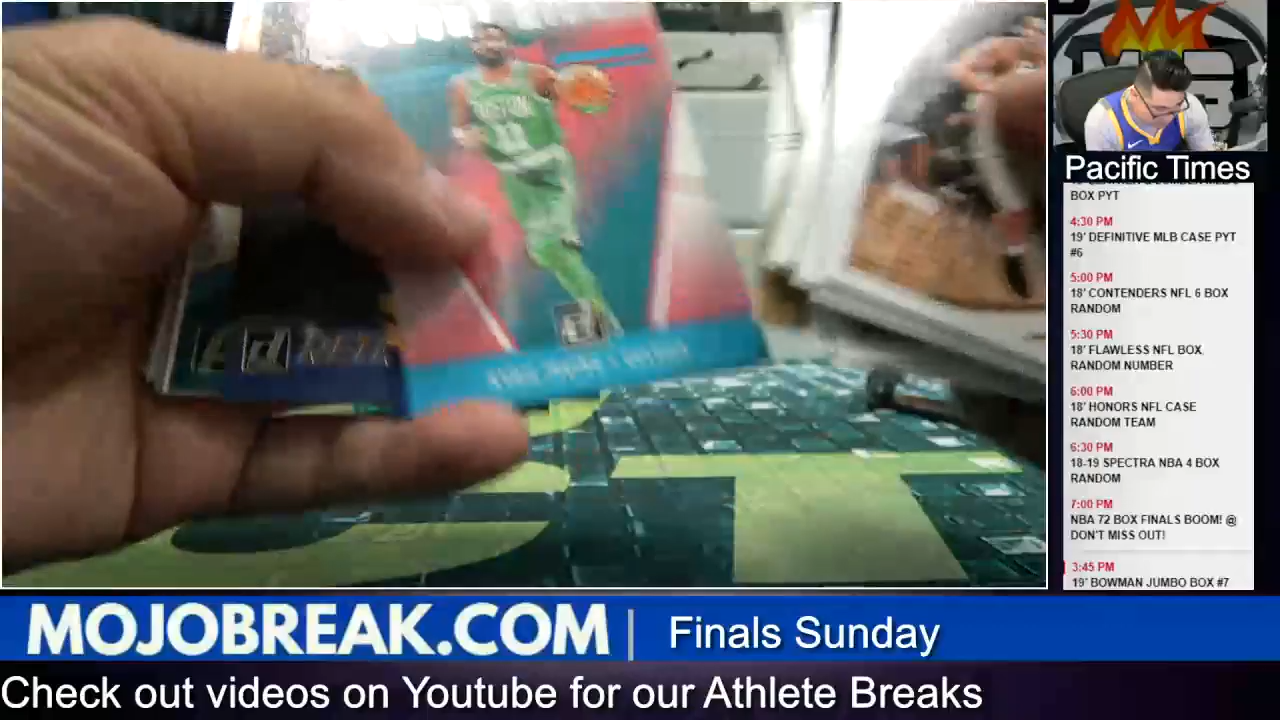 BOSTON
11
Pacific Times
BOX PYT
4:30 PM
19' DEFINITIVE MLB CASE PYT
#6
5:00 PM
18' CONTENDERS NFL 6 BOX
RANDOM
5:30 PM
18' FLAWLESS NFL BOX
RANDOM NUMBER
6:00 PM
18' HONORS NFL CASE
RANDOM TEAM
6:30 PM
18-19 SPECTRA NBA 4 BOX
RANDOM
7:00 PM
NBA 72 BOX FINALS BOOM! @
DON'T MISS OUT!
3:45 PM
19' BOWMAN JUMBO BOX #7
MOJOBREAK.COM | Finals Sunday
Check out videos on Youtube for our Athlete Breaks